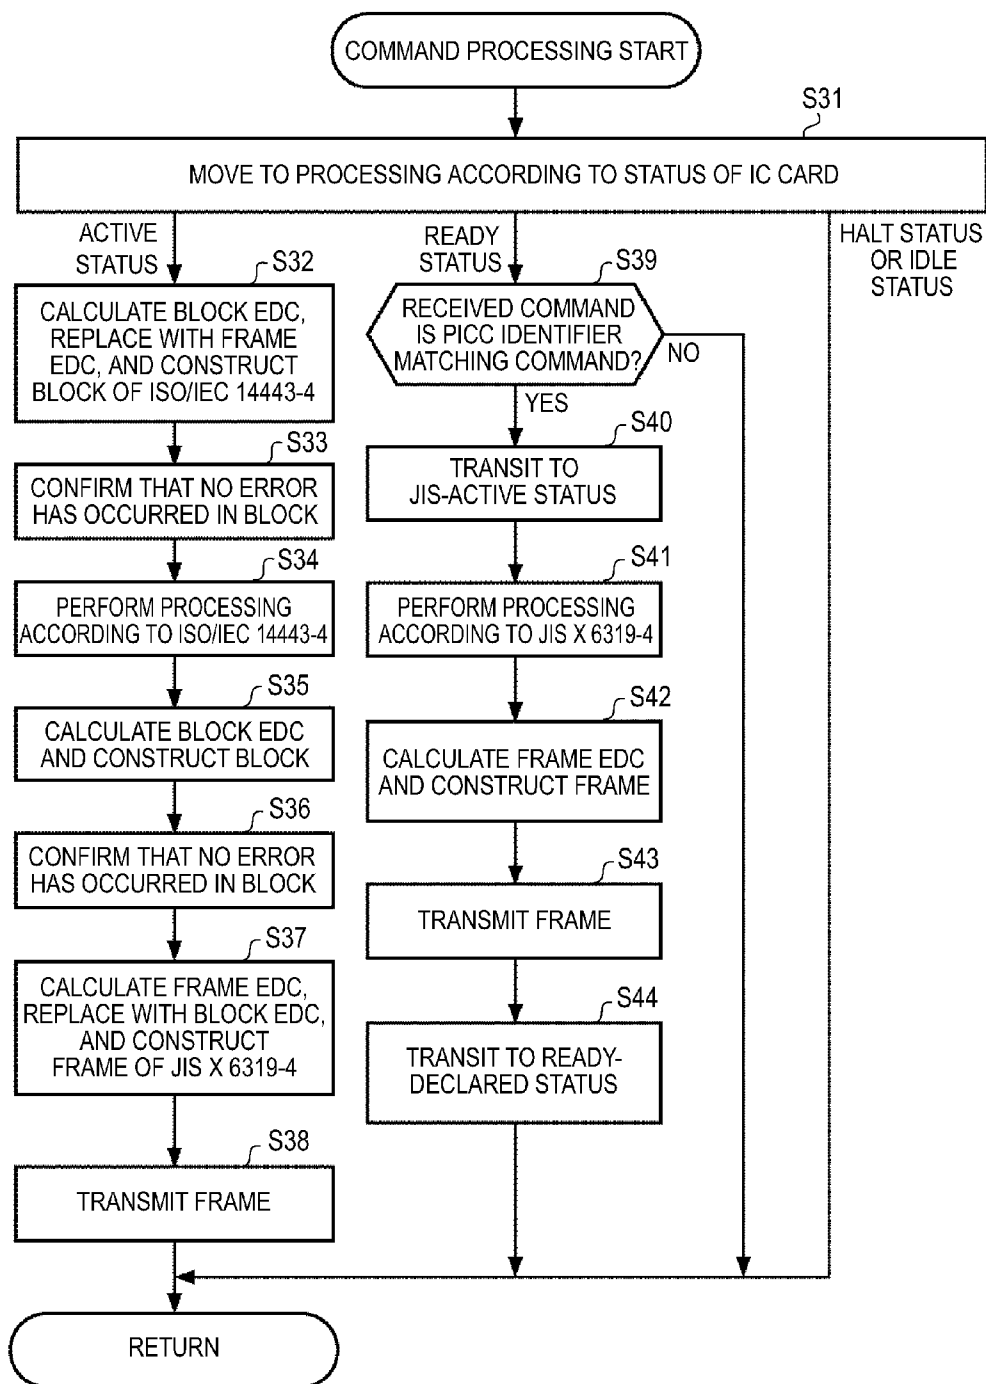 COMMAND PROCESSING START
S31
MOVE TO PROCESSING ACCORDING TO STATUS OF IC CARD
ACTIVE
STATUS
S32
CALCULATE BLOCK EDC,
REPLACE WITH FRAME
EDC, AND CONSTRUCT
BLOCK OF ISO/IEC 14443-4
S33
CONFIRM THAT NO ERROR
HAS OCCURRED IN BLOCK
S34
PERFORM PROCESSING
ACCORDING TO ISO/IEC 14443-4
S35
CALCULATE BLOCK EDC
AND CONSTRUCT BLOCK
S36
CONFIRM THAT NO ERROR
HAS OCCURRED IN BLOCK
S37
CALCULATE FRAME EDC,
REPLACE WITH BLOCK EDC,
AND CONSTRUCT
FRAME OF JIS X 6319-4
S38
TRANSMIT FRAME
READY
STATUS
S39
RECEIVED COMMAND
IS PICC IDENTIFIER
MATCHING COMMAND?
NO
YES
S40
TRANSIT TO
JIS-ACTIVE STATUS
S41
PERFORM PROCESSING
ACCORDING TO JIS X 6319-4
S42
CALCULATE FRAME EDC
AND CONSTRUCT FRAME
S43
TRANSMIT FRAME
S44
TRANSIT TO READY-
DECLARED STATUS
HALT STATUS
OR IDLE
STATUS
RETURN